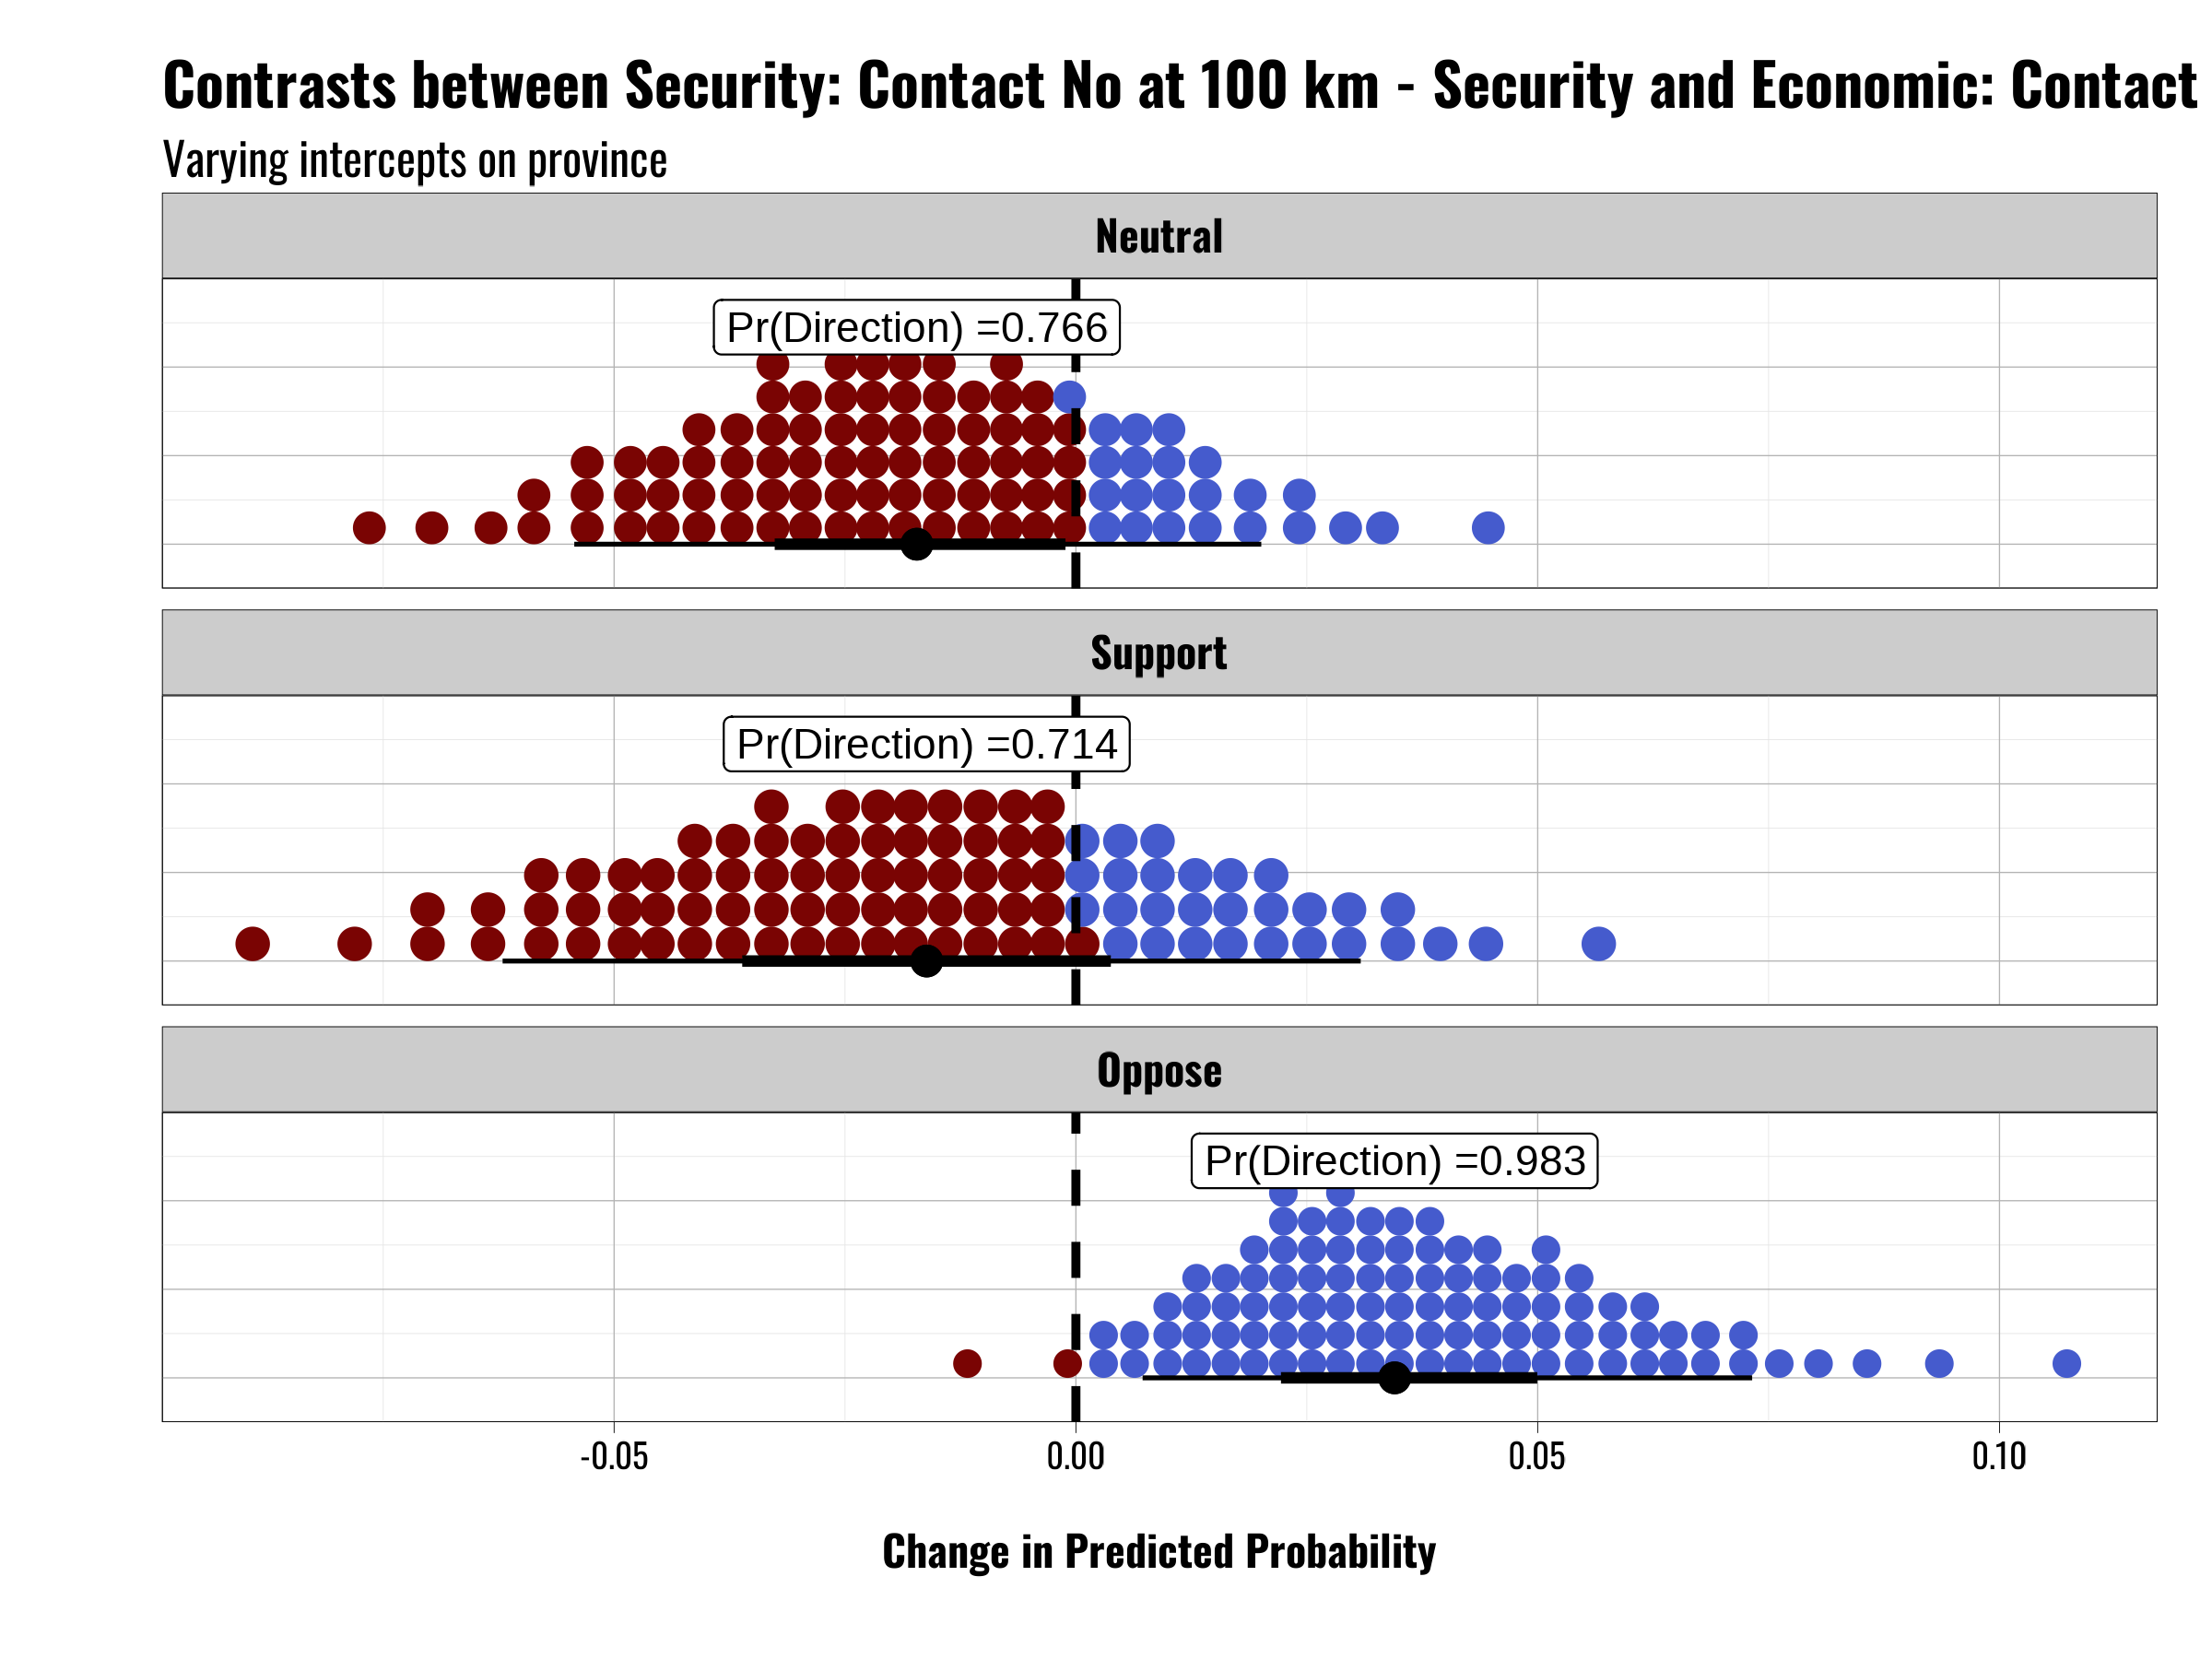 Contrasts between Security: Contact No at 100 km - Security and Economic: Contact
Varying intercepts on province
Neutral
Pr(Direction) =0.766
Support
Pr(Direction) =0.714
Oppose
Pr(Direction) =0.983
-0.05 0.00 0.05 0.10
Change in Predicted Probability